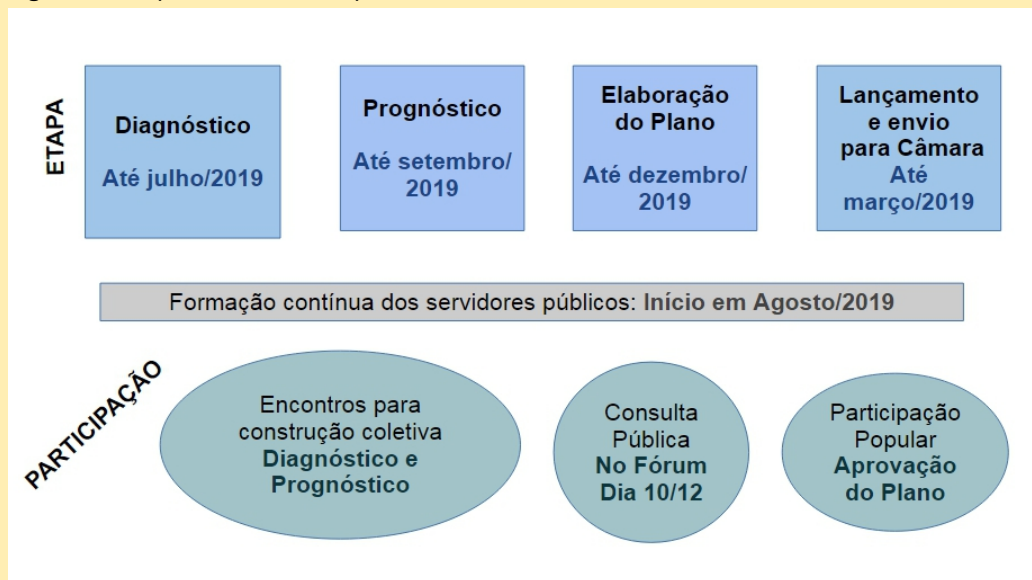 ETAPA
Diagnóstico
Até julho/2019
Prognóstico
Até setembro/
2019
Elaboração
do Plano
Até dezembro/
2019
Lançamento
e envio
para Câmara
Até
março/2019
Formação contínua dos servidores públicos: Início em Agosto/2019
PARTICIPAÇÃO
Encontros para
construção coletiva
Diagnóstico e
Prognóstico
Consulta
Pública
No Fórum
Dia 10/12
Participação
Popular
Aprovação
do Plano